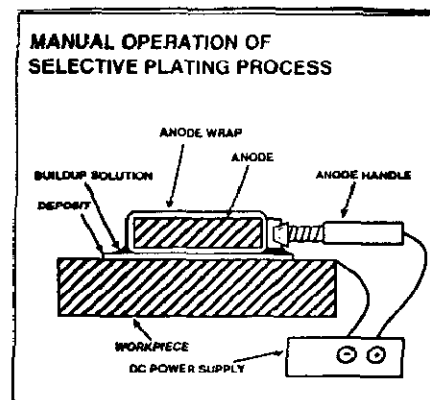 MANUAL OPERATION OF
SELECTIVE PLATING PROCESS
ANODE WRAP
ANODE
BUILDUP SOLUTION
ANODE HANDLE
DEPOSIT
WORKPIECE
DC POWER SUPPLY
- +